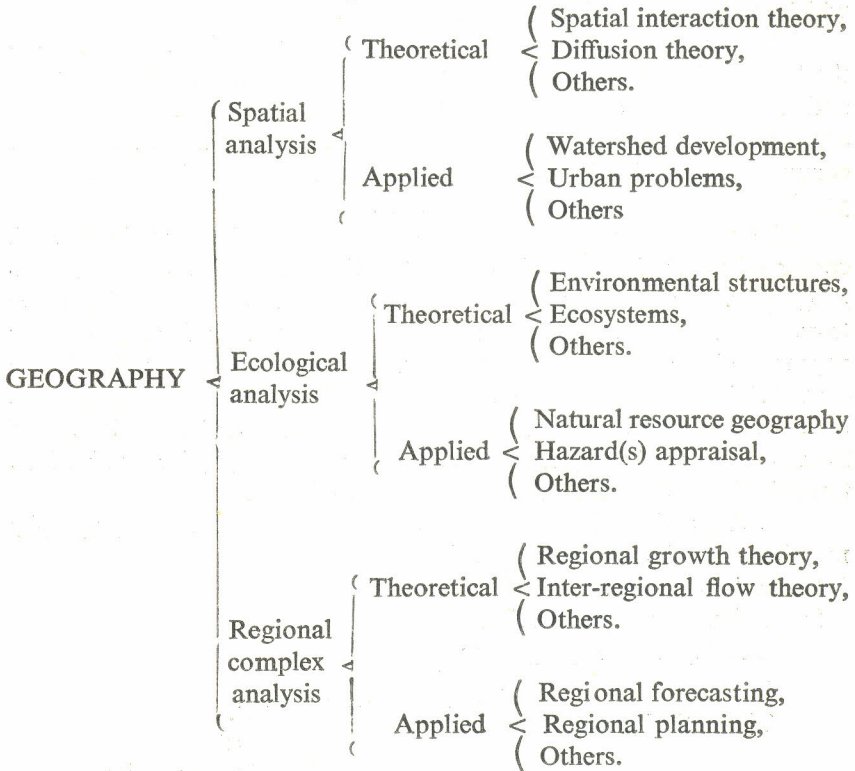 GEOGRAPHY
Spatial
analysis
Theoretical
Spatial interaction theory,
Diffusion theory,
Others.
Applied
Watershed development,
Urban problems,
Others
Ecological
analysis
Theoretical
Environmental structures,
Ecosystems,
Others.
Applied
Natural resource geography
Hazard(s) appraisal,
Others.
Regional
complex
analysis
Theoretical
Regional growth theory,
Inter-regional flow theory,
Others.
Applied
Regional forecasting,
Regional planning,
Others.